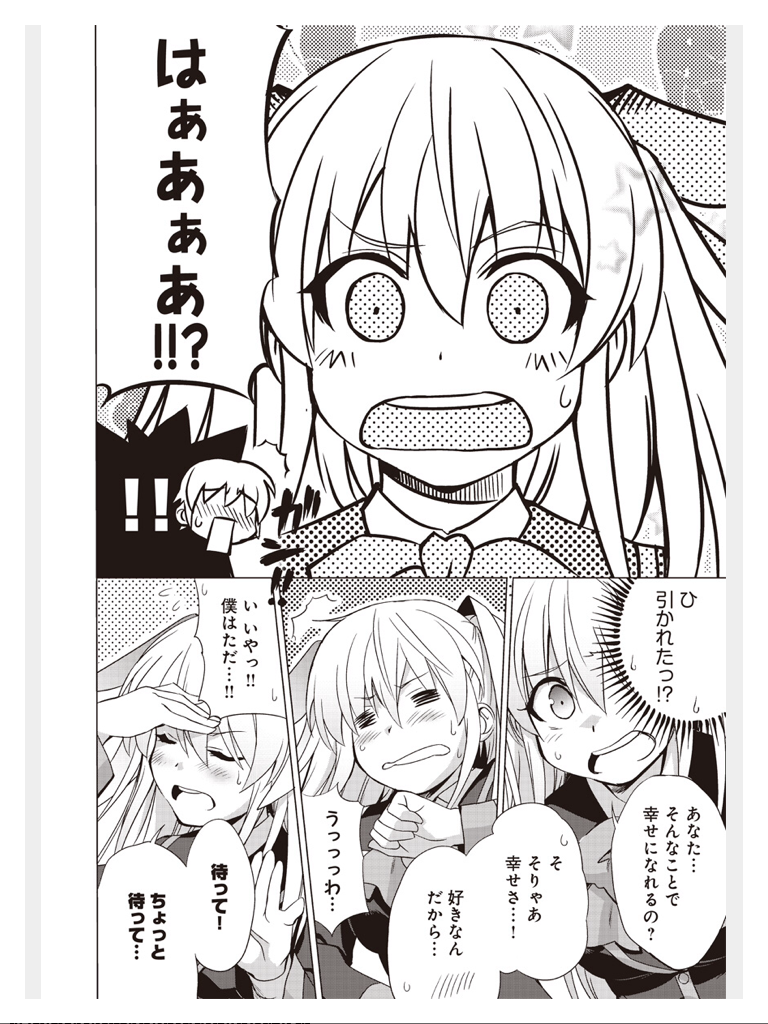 はぁあぁあ!!?
!!
ガシ
!!
ひ
引かれたっ!?
あなた…
そんなことで
幸せになれるの?
そ
そりゃあ
幸せさ…!
好きなん
だから…
うっっっわ…
い いやっ!!
僕はただ…!!
待って!
ちょっと
待って…